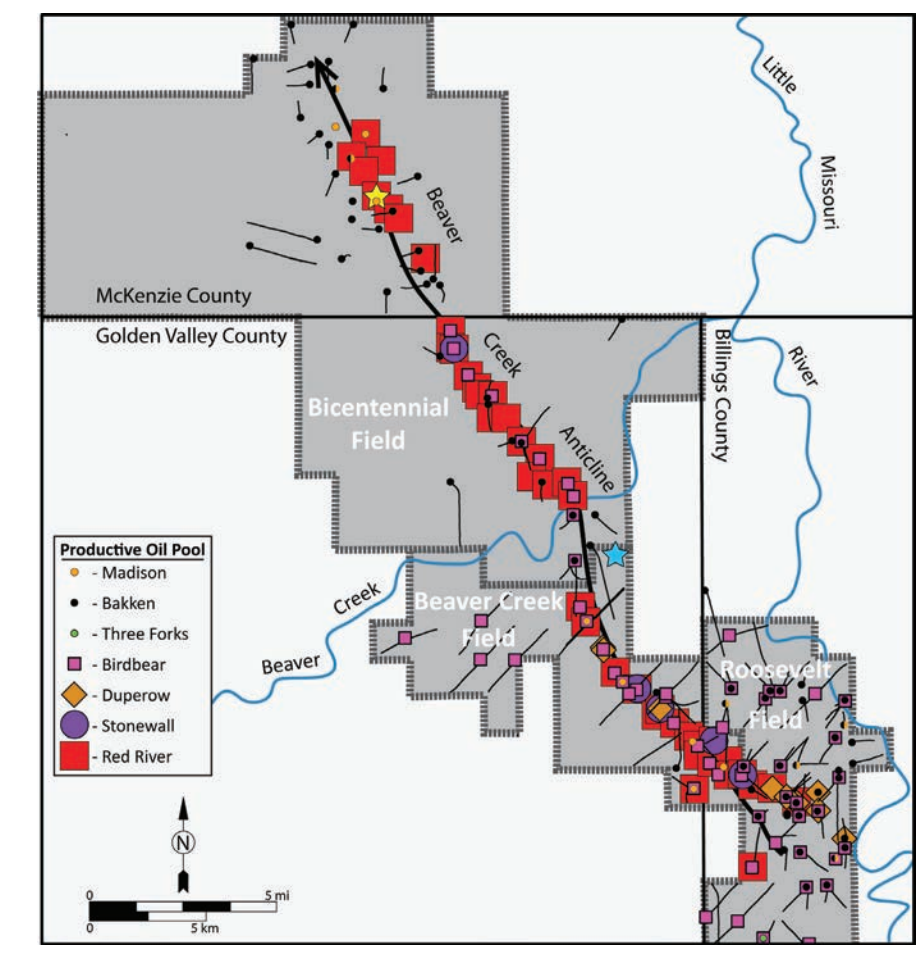 Little
Missouri
River
Beaver
McKenzie County
Golden Valley County
Creek
Billings County
Bicentennial
Field
Anticline
Productive Oil Pool
- Madison
- Bakken
- Three Forks
- Birdbear
- Duperow
- Stonewall
- Red River
Creek
Beaver
Beaver Creek
Field
Roosevelt
Field
N
0
5 mi
0
5 km